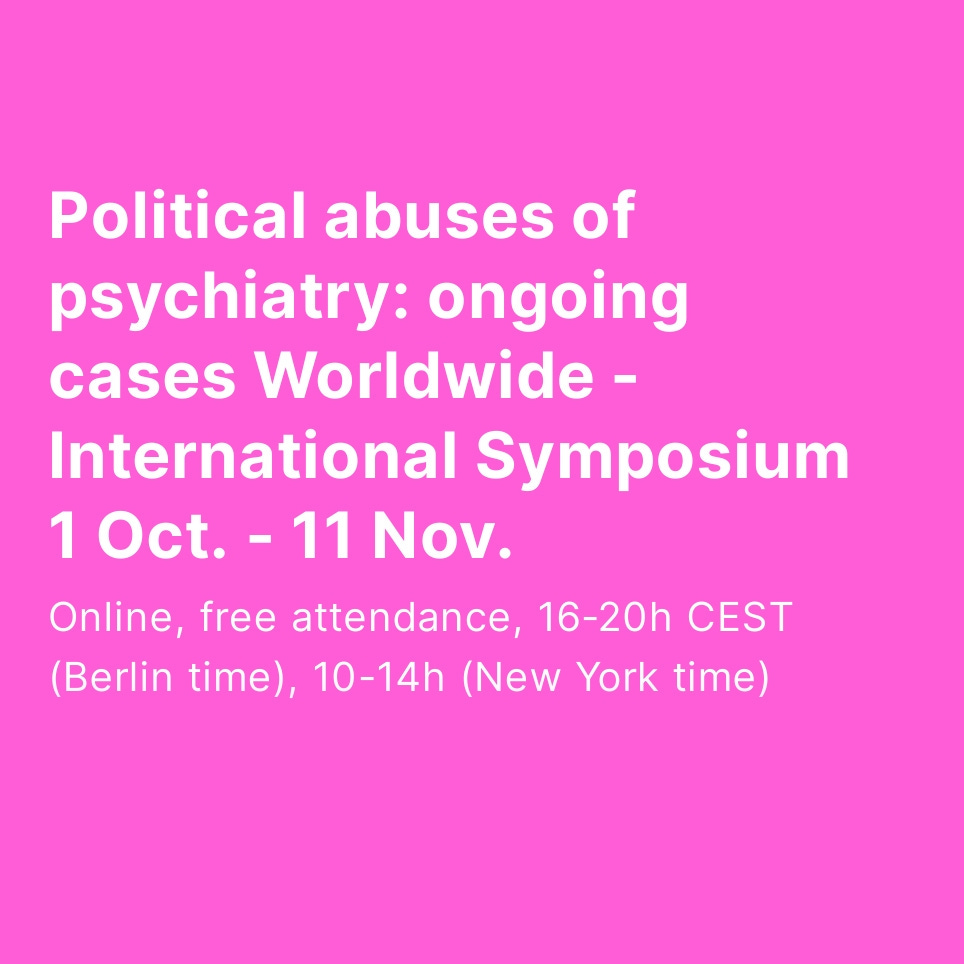 Political abuses of
psychiatry: ongoing
cases Worldwide -
International Symposium
1 Oct. - 11 Nov.
Online, free attendance, 16-20h CEST
(Berlin time), 10-14h (New York time)